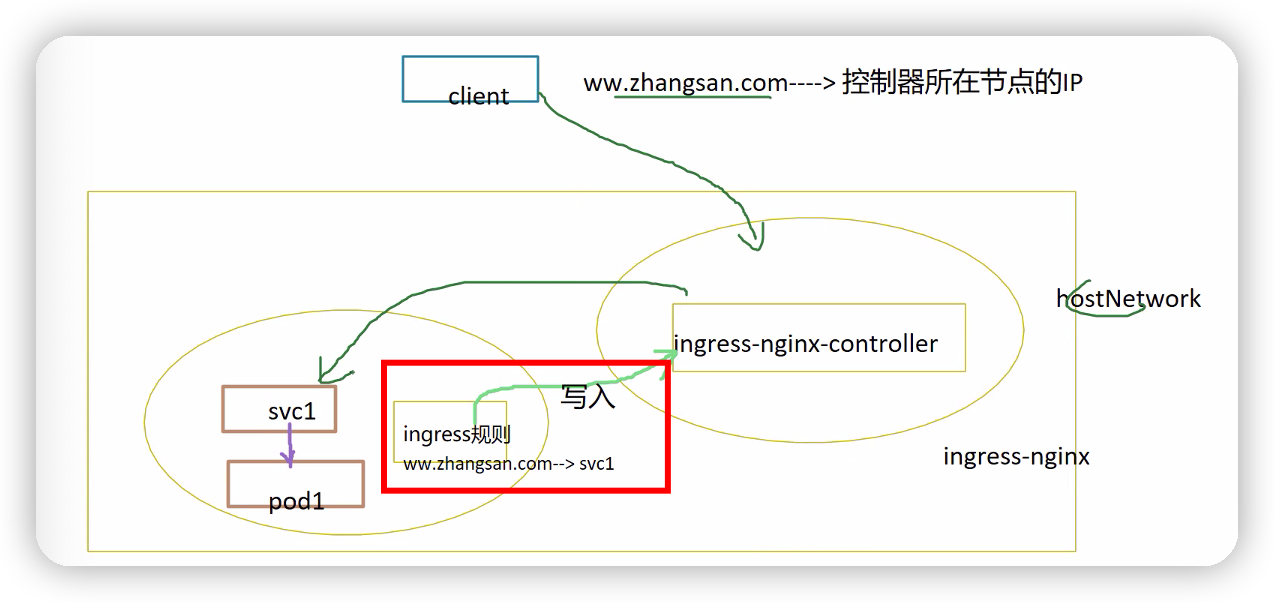 client
ww.zhangsan.com----> 控制器所在节点的IP
hostNetwork
ingress-nginx-controller
写入
svc1
ingress规则
ww.zhangsan.com--> svc1
ingress-nginx
pod1